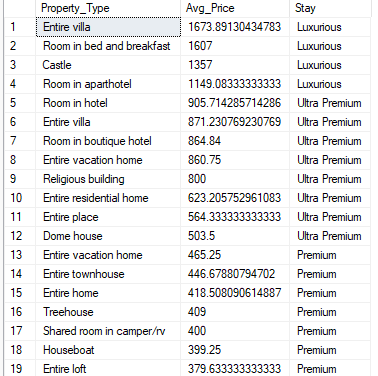 Property_Type Avg_Price Stay
1 Entire villa 1673.89130434783 Luxurious
2 Room in bed and breakfast 1607 Luxurious
3 Castle 1357 Luxurious
4 Room in aparthotel 1149.08333333333 Luxurious
5 Room in hotel 905.714285714286 Ultra Premium
6 Entire villa 871.230769230769 Ultra Premium
7 Room in boutique hotel 864.84 Ultra Premium
8 Entire vacation home 860.75 Ultra Premium
9 Religious building 800 Ultra Premium
10 Entire residential home 623.205752961083 Ultra Premium
11 Entire place 564.333333333333 Ultra Premium
12 Dome house 503.5 Ultra Premium
13 Entire vacation home 465.25 Premium
14 Entire townhouse 446.67880794702 Premium
15 Entire home 418.508090614887 Premium
16 Treehouse 409 Premium
17 Shared room in camper/rv 400 Premium
18 Houseboat 399.25 Premium
19 Entire loft 379.633333333333 Premium